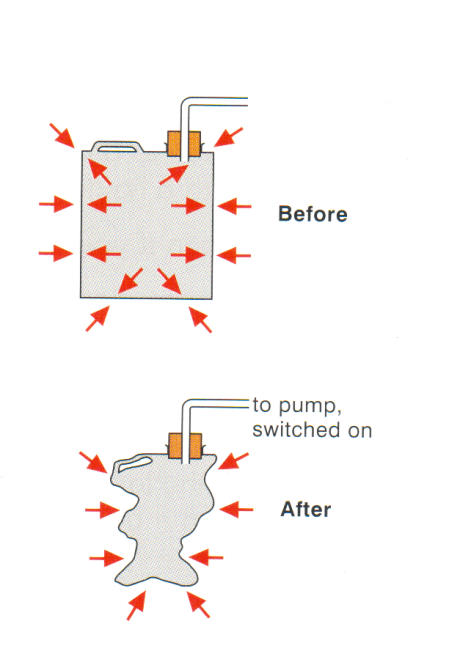 Before
to pump,
switched on
After